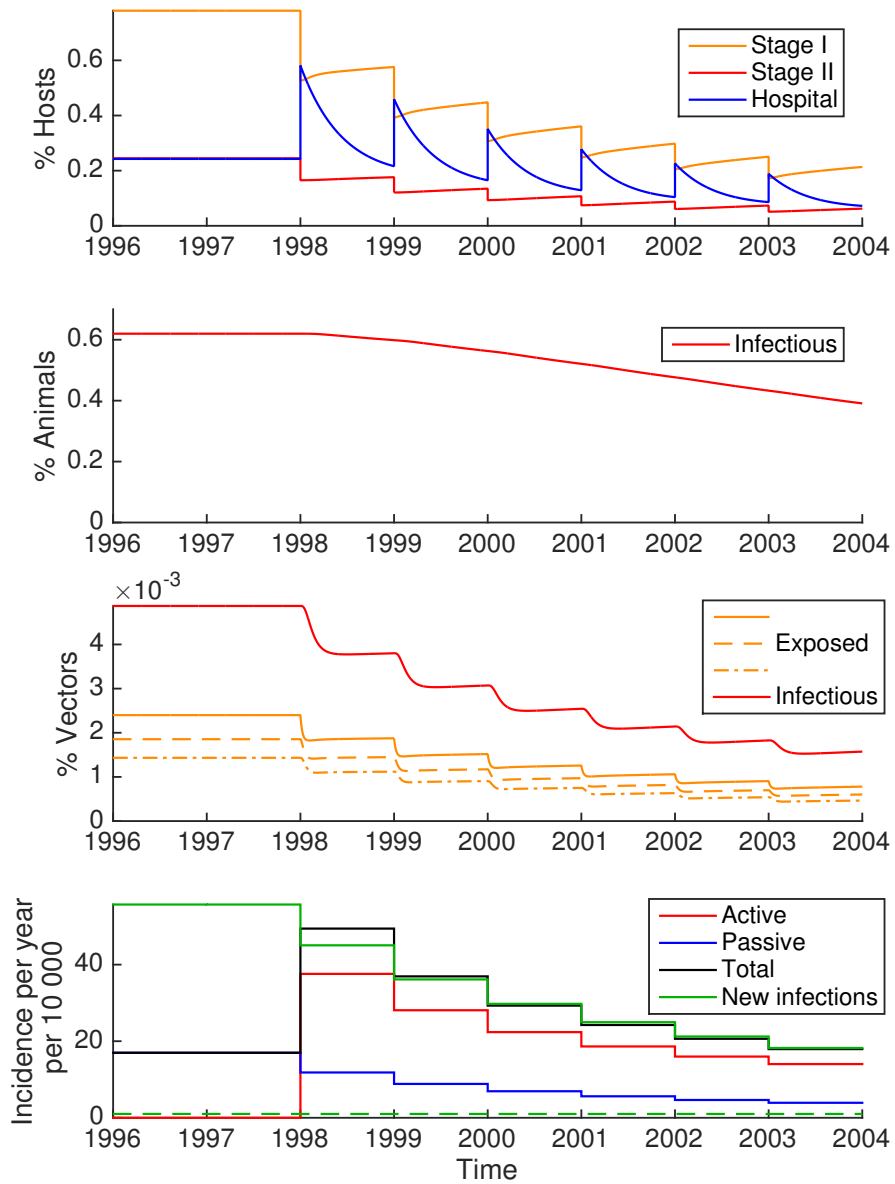 % Hosts
0.6
0.4
0.2
0
Stage I
Stage II
Hospital
1996 1997 1998 1999 2000 2001 2002 2003 2004
% Animals
0.6
0.4
0.2
0
Infectious
1996 1997 1998 1999 2000 2001 2002 2003 2004
×10-3
% Vectors
4
3
2
1
0
Exposed
Infectious
1996 1997 1998 1999 2000 2001 2002 2003 2004
Incidence per year
per 10 000
40
20
0
Active
Passive
Total
New infections
1996 1997 1998 1999 2000 2001 2002 2003 2004
Time